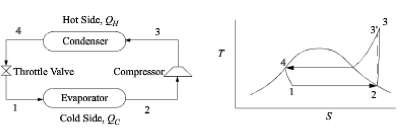 Hot Side, Q_H
4
3
Condenser
Throttle Valve
Compressor
Evaporator
1
2
Cold Side, Q_C
T
3
3'
4
1
2
S